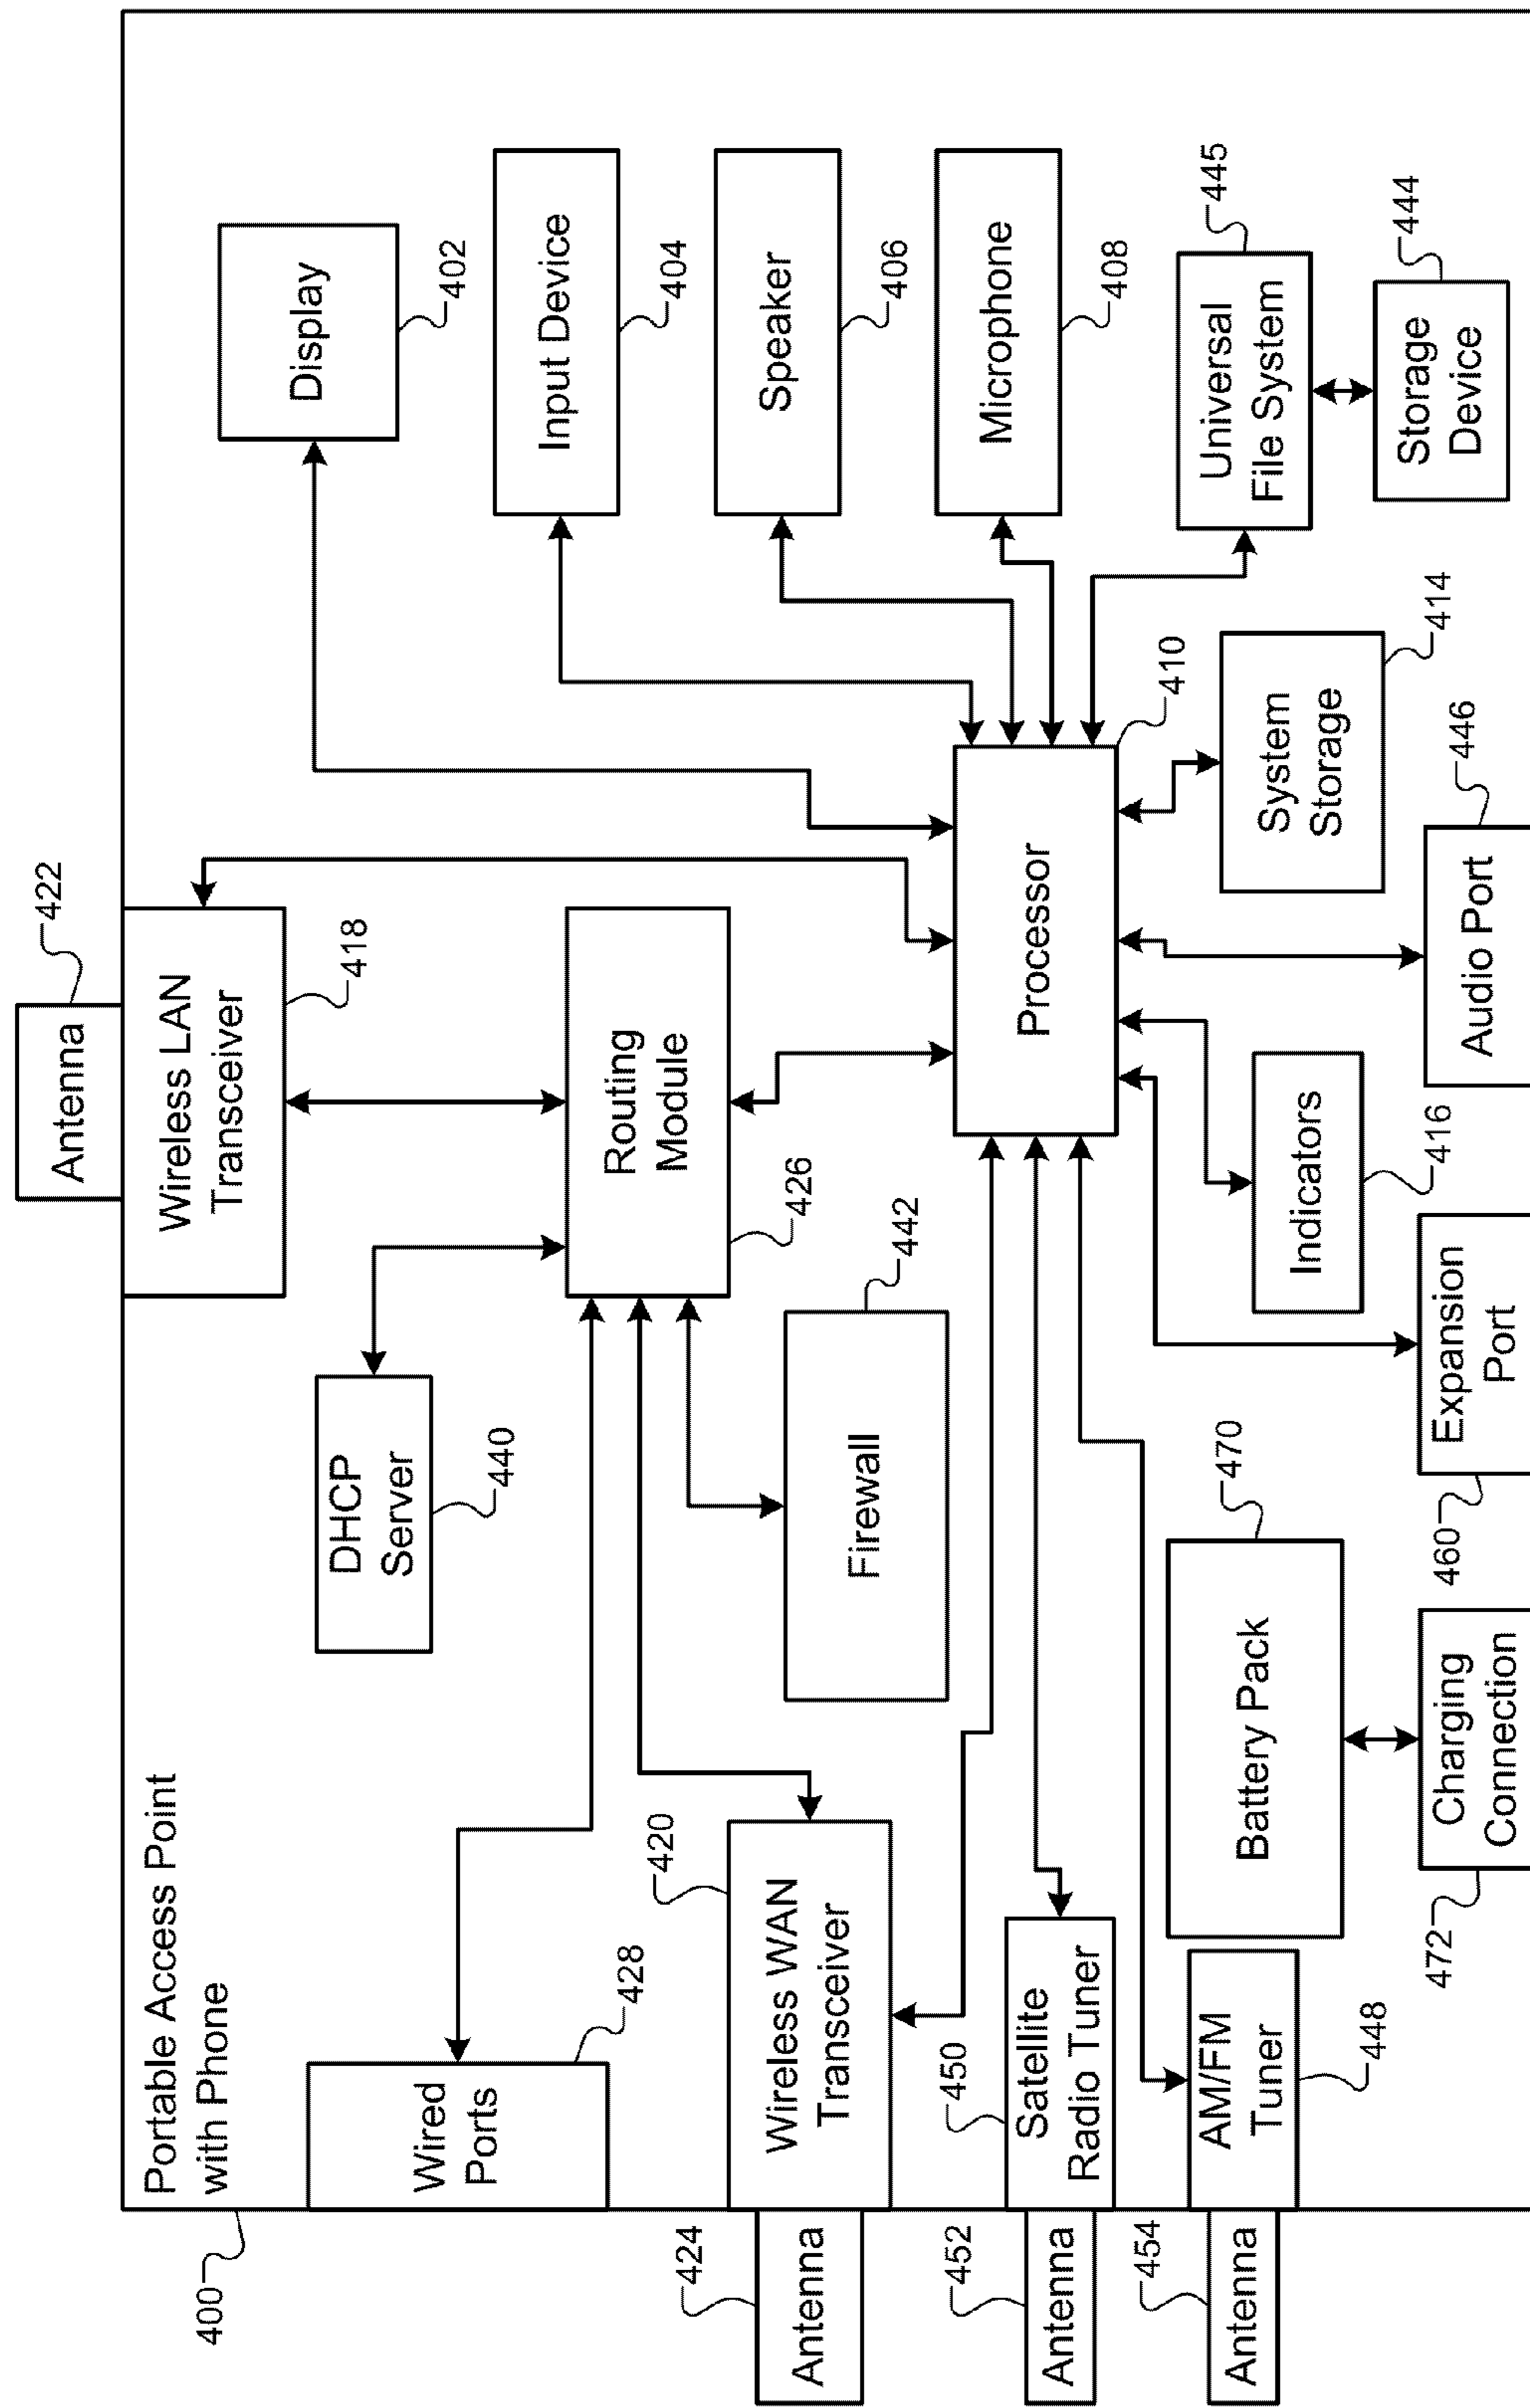 Portable Access Point
with Phone
400
Antenna
422
Wireless LAN
Transceiver
418
Display
402
DHCP
Server
440
Wired
Ports
428
Routing
Module
426
Input Device
404
Firewall
442
Speaker
406
Antenna
424
Wireless WAN
Transceiver
420
Processor
410
Microphone
408
Antenna
452
Satellite
Radio Tuner
450
Universal
File System
445
Antenna
454
AM/FM
Tuner
448
Battery Pack
470
Indicators
416
System
Storage
414
Storage
Device
444
Charging
Connection
472
Expansion
Port
460
Audio Port
446